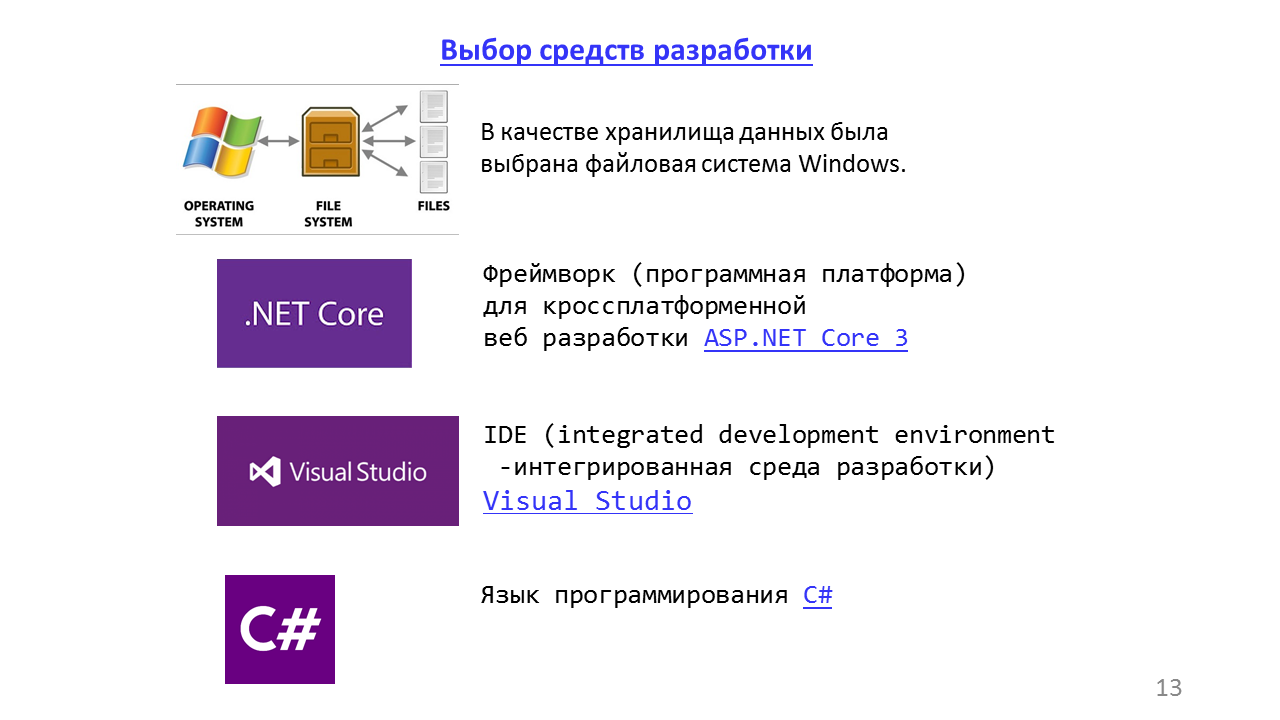 Выбор средств разработки
OPERATING
SYSTEM
FILE
SYSTEM
FILES
В качестве хранилища данных была
выбрана файловая система Windows.
.NET Core
Фреймворк (программная платформа)
для кроссплатформенной
веб разработки ASP.NET Core 3
Visual Studio
IDE (integrated development environment
-интегрированная среда разработки)
Visual Studio
C#
Язык программирования C#
13